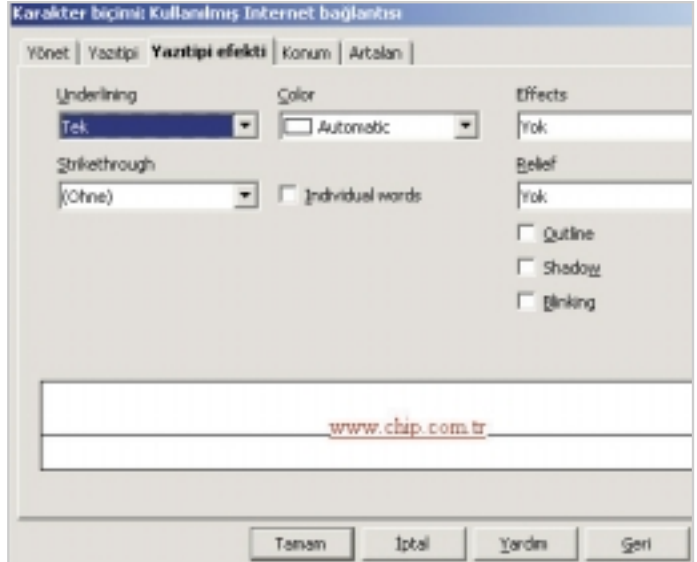 Karakter biçimi: Kullanılmış Internet bağlantısı
Yönet Yazıtipi Yazıtipi efekti Konum Artalan
Underlining Color Effects
Tek Automatic Yok
Strikethrough Relief
(Ohne) Individual words Yok
Outline
Shadow
Blinking
www.chip.com.tr
Tamam İptal Yardım Geri